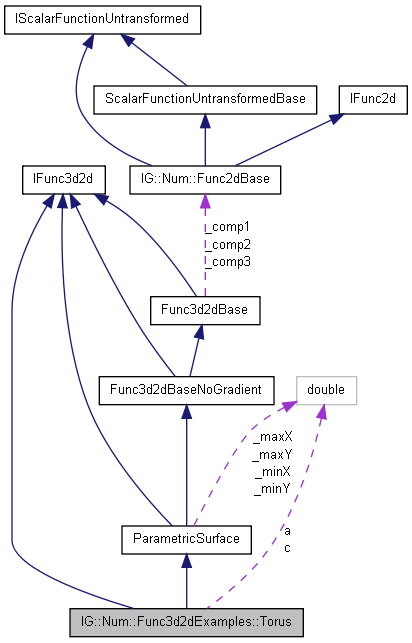 IScalarFunctionUntransformed
ScalarFunctionUntransformedBase
IFunc2d
IFunc3d2d
IG::Num::Func2dBase
_comp1
_comp2
_comp3
Func3d2dBase
Func3d2dBaseNoGradient
double
_maxX
_maxY
_minX
_minY
ParametricSurface
a
c
IG::Num::Func3d2dExamples::Torus